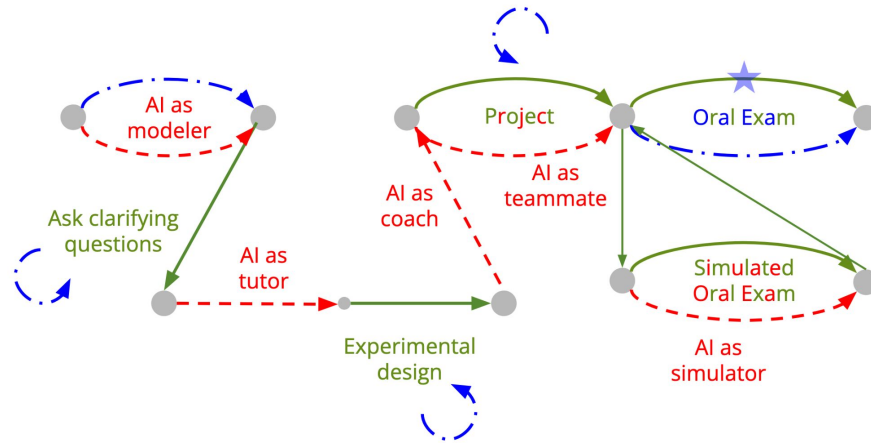 AI as
modeler
Project
Oral Exam
AI as
teammate
AI as
coach
Ask clarifying
questions
AI as
tutor
Simulated
Oral Exam
Experimental
design
AI as
simulator